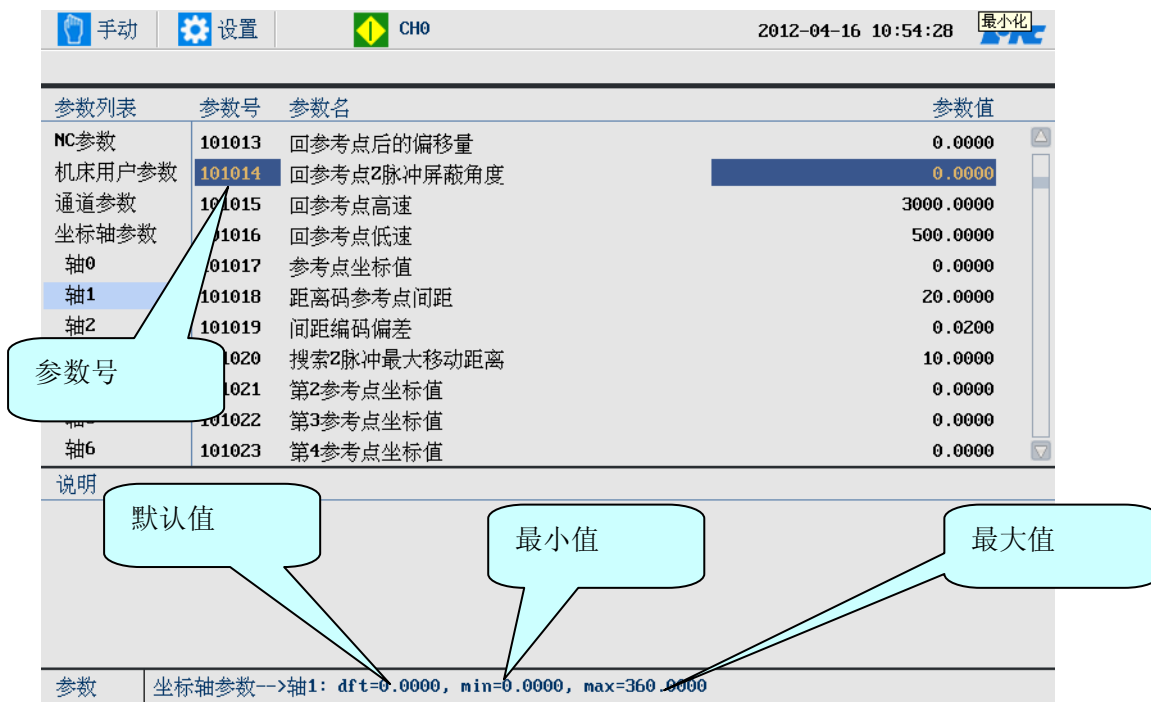 手动 设置 CH0 2012-04-16 10:54:28 最小化
参数列表 参数号 参数名 参数值
NC参数 101013 回参考点后的偏移量 0.0000
机床用户参数 101014 回参考点Z脉冲屏蔽角度 0.0000
通道参数 101015 回参考点高速 3000.0000
坐标轴参数 101016 回参考点低速 500.0000
轴0 101017 参考点坐标值 0.0000
轴1 101018 距离码参考点间距 20.0000
轴2 101019 间距编码偏差 0.0200
参数号 1020 搜索Z脉冲最大移动距离 10.0000
1021 第2参考点坐标值 0.0000
101022 第3参考点坐标值 0.0000
轴6 101023 第4参考点坐标值 0.0000
说明
默认值 最小值 最大值
参数 坐标轴参数-->轴1: dft=0.0000, min=0.0000, max=360.0000